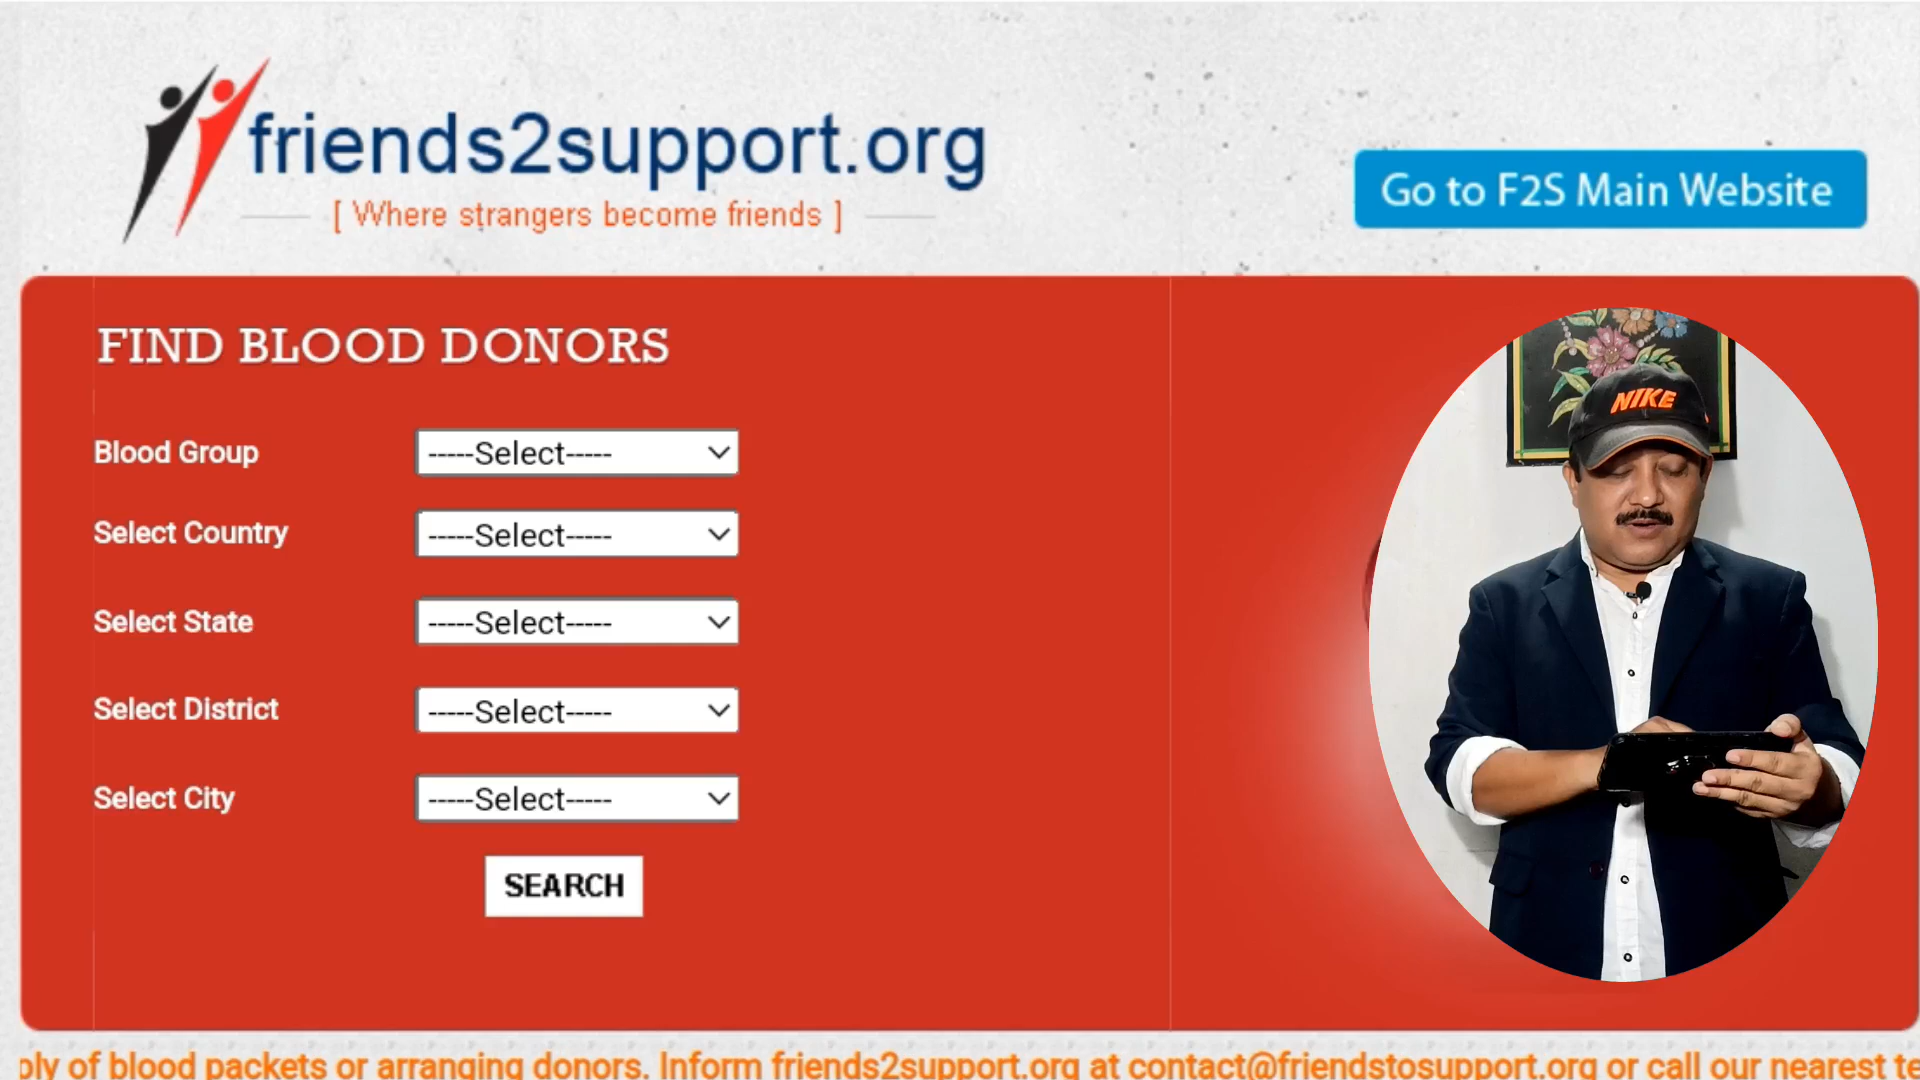 friends2support.org
[ Where strangers become friends ]
Go to F2S Main Website
FIND BLOOD DONORS
Blood Group -----Select-----
Select Country -----Select-----
Select State -----Select-----
Select District -----Select-----
Select City -----Select-----
SEARCH
NIKE
of blood packets or arranging donors. Inform friends2support.org at contact@friendstosupport.org or call our nearest